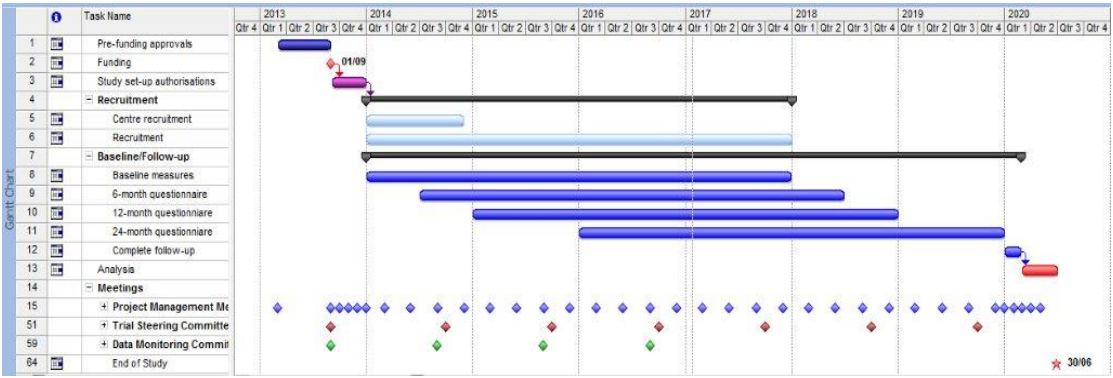 Gantt Chart
Task Name
2013 2014 2015 2016 2017 2018 2019 2020
Qtr 4 Qtr 1 Qtr 2 Qtr 3 Qtr 4 Qtr 1 Qtr 2 Qtr 3 Qtr 4 Qtr 1 Qtr 2 Qtr 3 Qtr 4 Qtr 1 Qtr 2 Qtr 3 Qtr 4 Qtr 1 Qtr 2 Qtr 3 Qtr 4 Qtr 1 Qtr 2 Qtr 3 Qtr 4 Qtr 1 Qtr 2 Qtr 3 Qtr 4 Qtr 1 Qtr 2 Qtr 3 Qtr 4
1 Pre-funding approvals
2 Funding 01/09
3 Study set-up authorisations
4 Recruitment
5 Centre recruitment
6 Recruitment
7 Baseline/Follow-up
8 Baseline measures
9 6-month questionnaire
10 12-month questionniare
11 24-month questionniare
12 Complete follow-up
13 Analysis
14 Meetings
15 Project Management Me
51 Trial Steering Committe
59 Data Monitoring Commit
64 End of Study 30/06